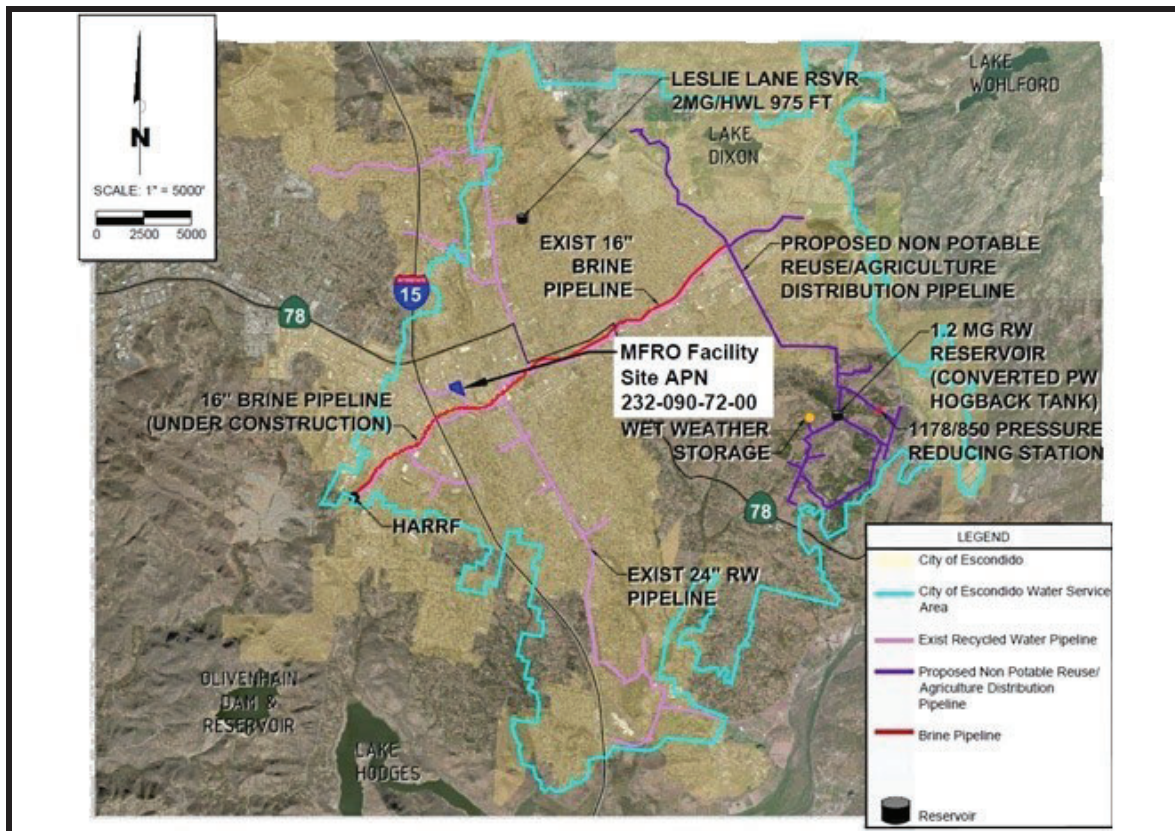 N
SCALE: 1" = 5000'
0 2500 5000
LESLIE LANE RSVR
2MG/HWL 975 FT
LAKE
WOHLFORD
LAKE
DIXON
EXIST 16"
BRINE
PIPELINE
PROPOSED NON POTABLE
REUSE/AGRICULTURE
DISTRIBUTION PIPELINE
15
78
MFRO Facility
Site APN
232-090-72-00
1.2 MG RW
RESERVOIR
(CONVERTED PW
HOGBACK TANK)
16" BRINE PIPELINE
(UNDER CONSTRUCTION)
WET WEATHER
STORAGE
1178/850 PRESSURE
REDUCING STATION
78
HARRF
EXIST 24" RW
PIPELINE
OLIVENHAIN
DAM &
RESERVOIR
LAKE
HODGES
LEGEND
City of Escondido
City of Escondido Water Service
Area
Exist Recycled Water Pipeline
Proposed Non Potable Reuse/
Agriculture Distribution
Pipeline
Brine Pipeline
Reservoir